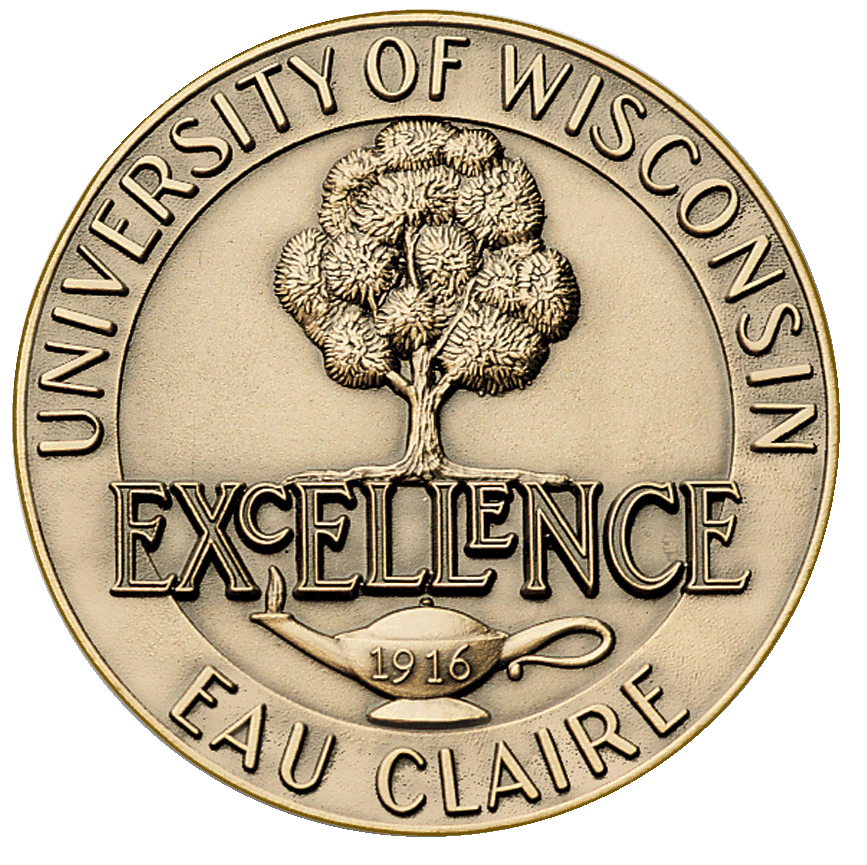 UNIVERSITY OF WISCONSIN
EXCELLENCE
1916
EAU CLAIRE